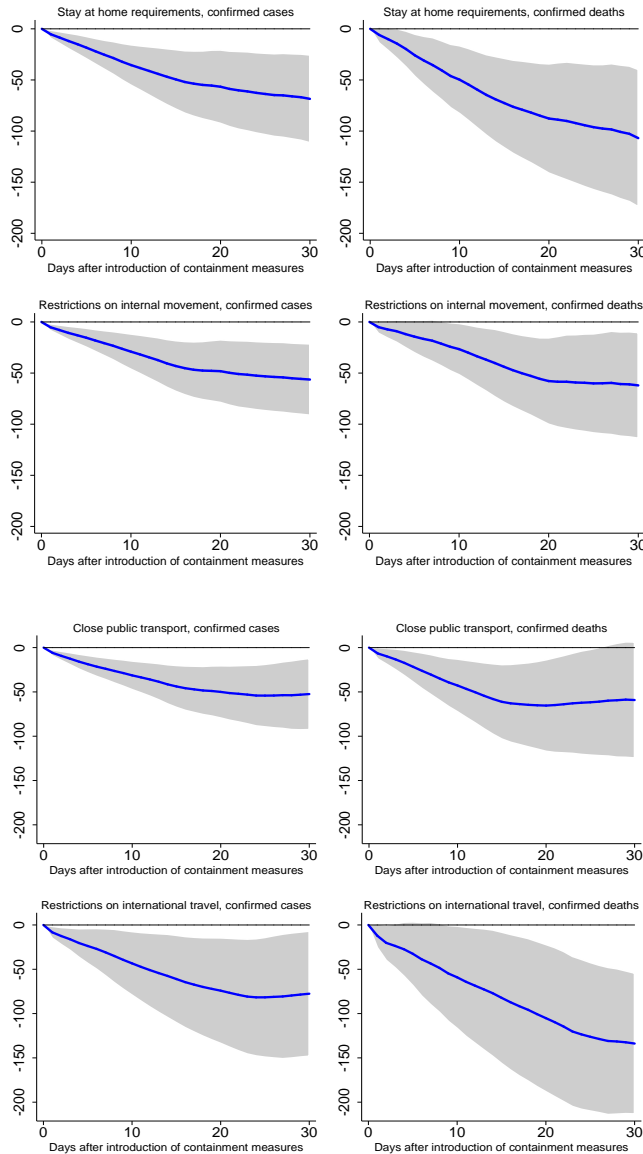 Stay at home requirements, confirmed cases
0
-50
-100
-150
-200
0 10 20 30
Days after introduction of containment measures
Stay at home requirements, confirmed deaths
0
-50
-100
-150
-200
0 10 20 30
Days after introduction of containment measures
Restrictions on internal movement, confirmed cases
0
-50
-100
-150
-200
0 10 20 30
Days after introduction of containment measures
Restrictions on internal movement, confirmed deaths
0
-50
-100
-150
-200
0 10 20 30
Days after introduction of containment measures
Close public transport, confirmed cases
0
-50
-100
-150
-200
0 10 20 30
Days after introduction of containment measures
Close public transport, confirmed deaths
0
-50
-100
-150
-200
0 10 20 30
Days after introduction of containment measures
Restrictions on international travel, confirmed cases
0
-50
-100
-150
-200
0 10 20 30
Days after introduction of containment measures
Restrictions on international travel, confirmed deaths
0
-50
-100
-150
-200
0 10 20 30
Days after introduction of containment measures